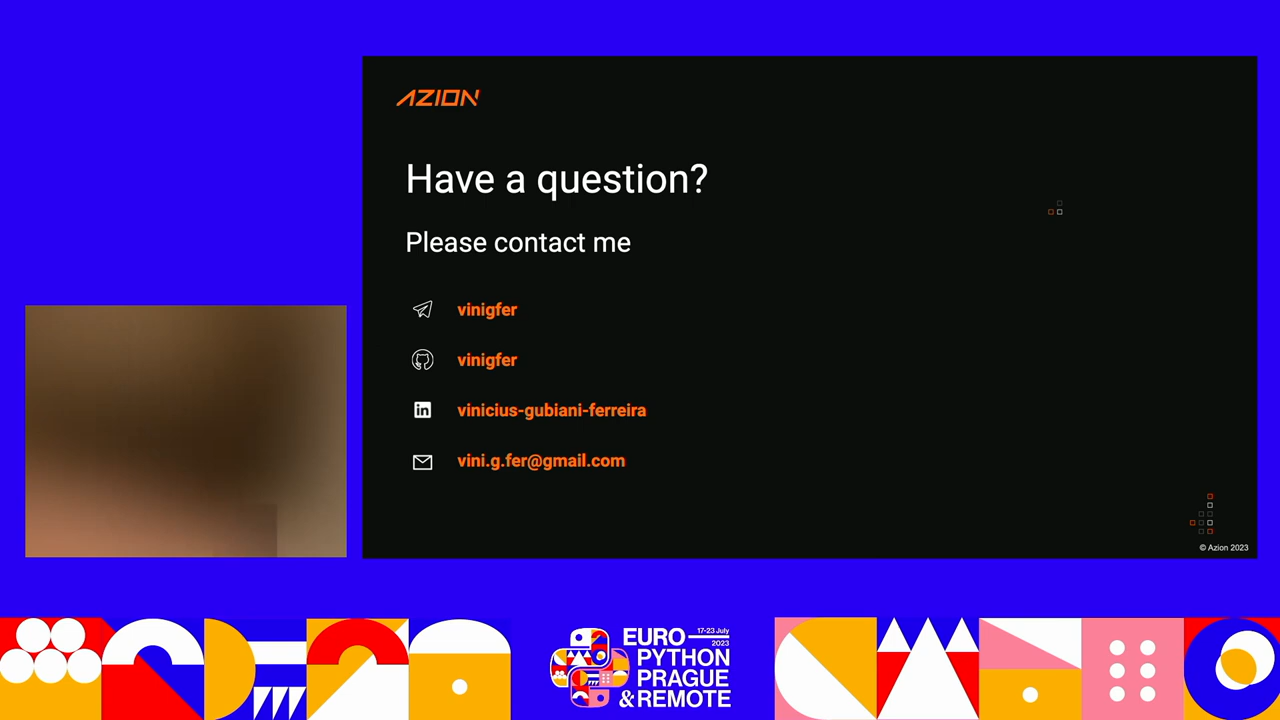 AZION
Have a question?
Please contact me
vinigfer
vinigfer
in vinicius-gubiani-ferreira
vini.g.fer@gmail.com
© Azion 2023
EURO 17-23 July 2023
PYTHON
PRAGUE
& REMOTE